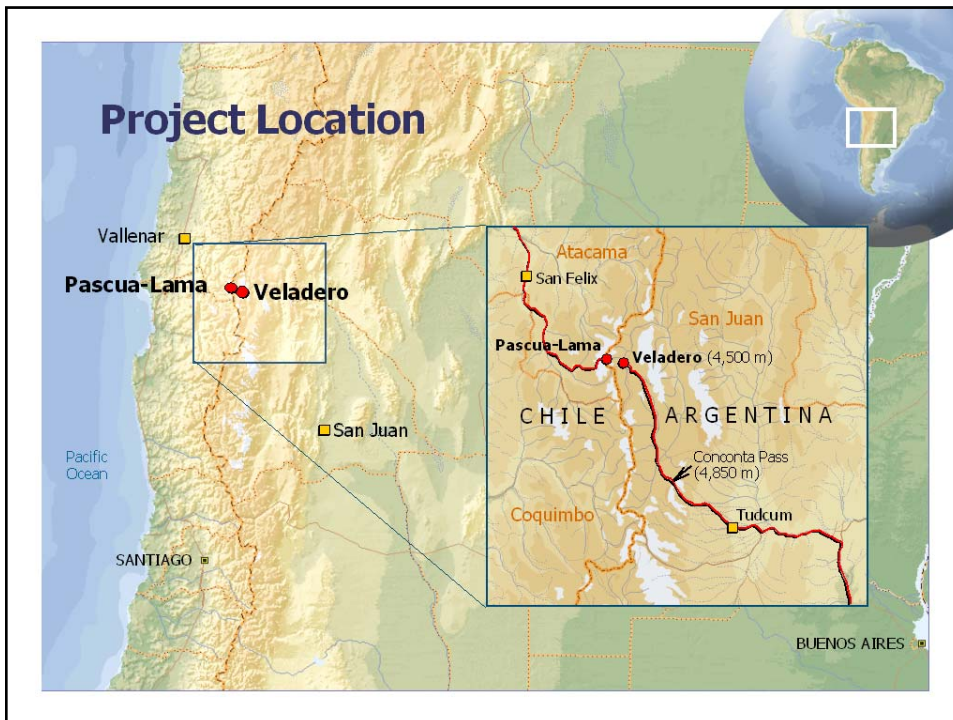 Project Location
Vallenar
Pascua-Lama
Veladero
San Juan
Pacific
Ocean
SANTIAGO
BUENOS AIRES
Atacama
San Felix
San Juan
Pascua-Lama
Veladero (4,500 m)
CHILE
ARGENTINA
Conconta Pass
(4,850 m)
Coquimbo
Tudcum